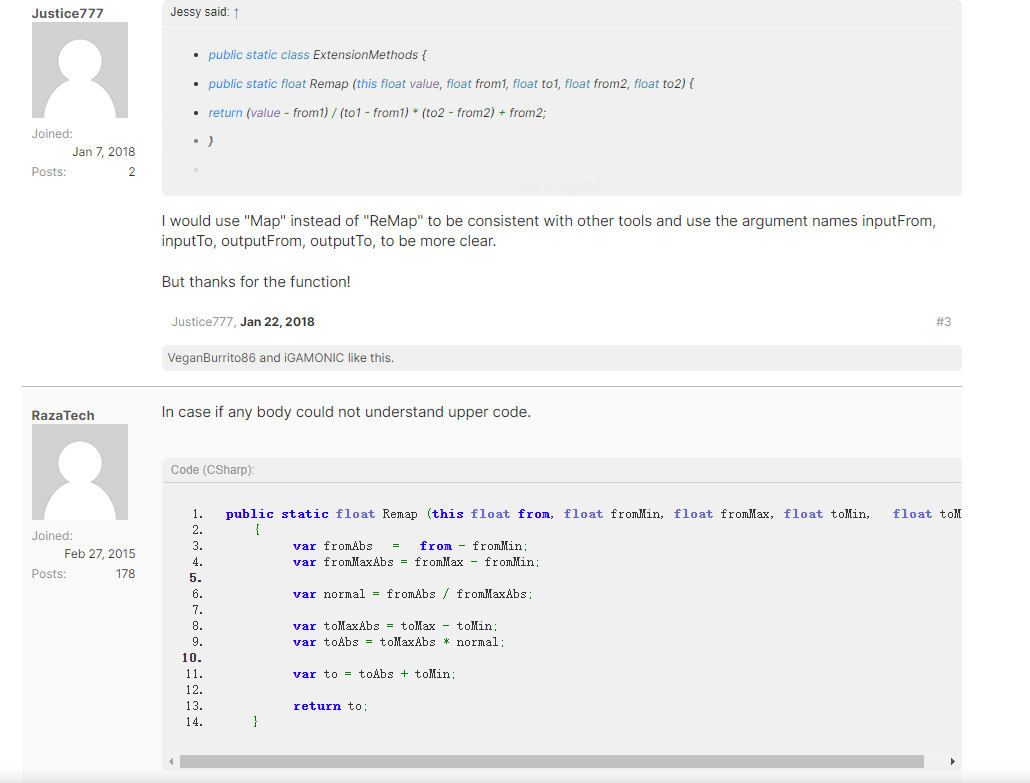 Justice777
Joined:
Jan 7, 2018
Posts: 2
Jessy said: ↑
public static class ExtensionMethods {
public static float Remap (this float value, float from1, float to1, float from2, float to2) {
return (value - from1) / (to1 - from1) * (to2 - from2) + from2;
}
Click to expand...
I would use "Map" instead of "ReMap" to be consistent with other tools and use the argument names inputFrom,
inputTo, outputFrom, outputTo, to be more clear.
But thanks for the function!
Justice777, Jan 22, 2018 #3
VeganBurrito86 and iGAMONIC like this.
RazaTech
Joined:
Feb 27, 2015
Posts: 178
In case if any body could not understand upper code.
Code (CSharp):
1. public static float Remap (this float from, float fromMin, float fromMax, float toMin, float toM
2. {
3. var fromAbs = from - fromMin;
4. var fromMaxAbs = fromMax - fromMin;
5.
6. var normal = fromAbs / fromMaxAbs;
7.
8. var toMaxAbs = toMax - toMin;
9. var toAbs = toMaxAbs * normal;
10.
11. var to = toAbs + toMin;
12.
13. return to;
14. }